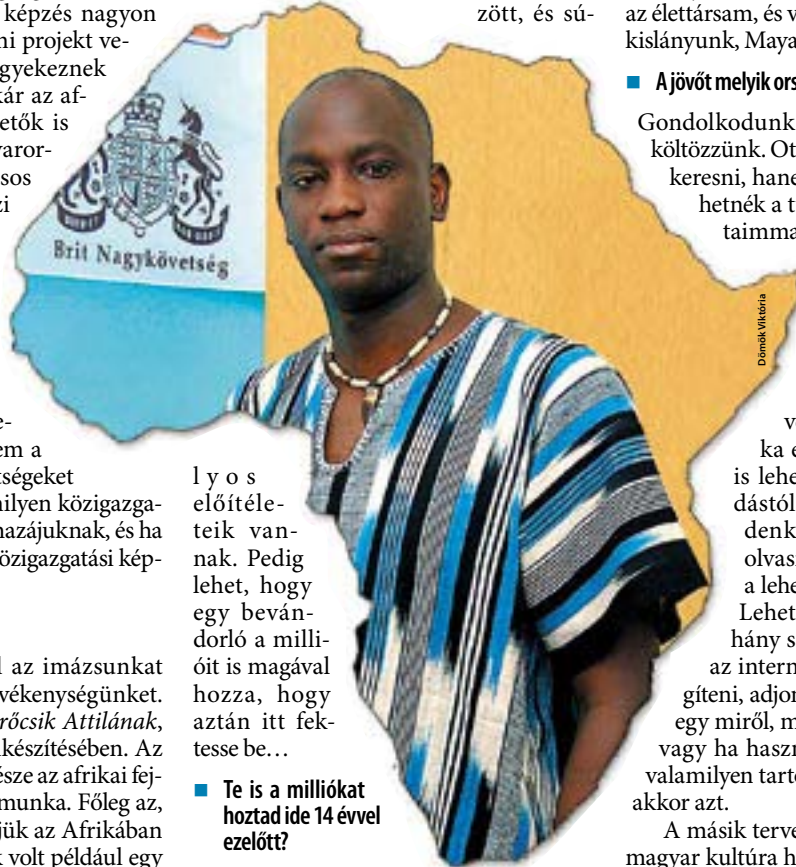 képzés nagyon
ni projekt ve-
gyekeznek
kár az af-
etők is
yaror-
sos
zi
e-
em a
tségeket
nilyen közigazga-
hazájuknak, és ha
özigazgatási kép-
l az imázsunkat
vékenységünket.
rőcsik Attilának,
lkészítésében. Az
észe az afrikai fej-
munka. Főleg az,
jük az Afrikában
k volt például egy
Brit Nagykövetség
zött, és sú-
lyos
előítéle-
teik van-
nak. Pedig
lehet, hogy
egy beván-
dorló a milli-
óit is magával
hozza, hogy
aztán itt fek-
tesse be…
Te is a milliókat
hoztad ide 14 évvel
ezelőtt?
az élettársam, és v
kislányunk, Maya
A jövőt melyik ors
Gondolkodunk
költözzünk. Ot
keresni, hane
hetnék a t
taimma
Dömök Viktória
ve
ka e
is lehe
dástól
denk
olvas
a lehe
Lehet
hány s
az intern
gíteni, adjon
egy miről, m
vagy ha haszn
valamilyen tarto
akkor azt.
A másik terve
magyar kultúra h